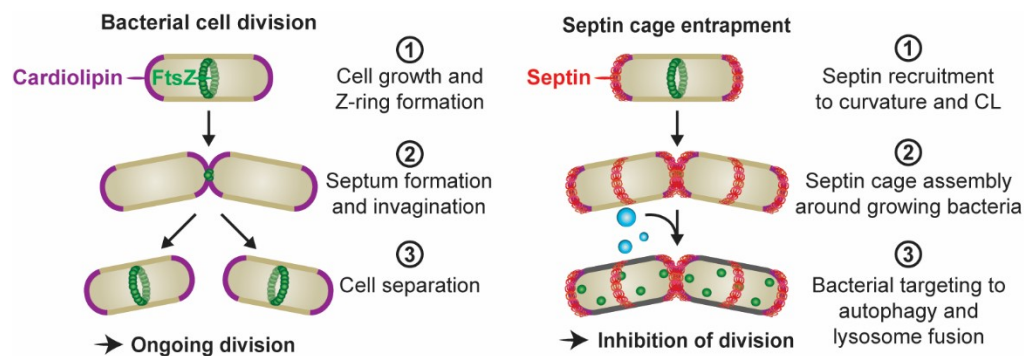 Bacterial cell division
Cardiolipin
FtsZ
1
Cell growth and
Z-ring formation
2
Septum formation
and invagination
3
Cell separation
Ongoing division
Septin cage entrapment
Septin
1
Septin recruitment
to curvature and CL
2
Septin cage assembly
around growing bacteria
3
Bacterial targeting to
autophagy and
lysosome fusion
Inhibition of division